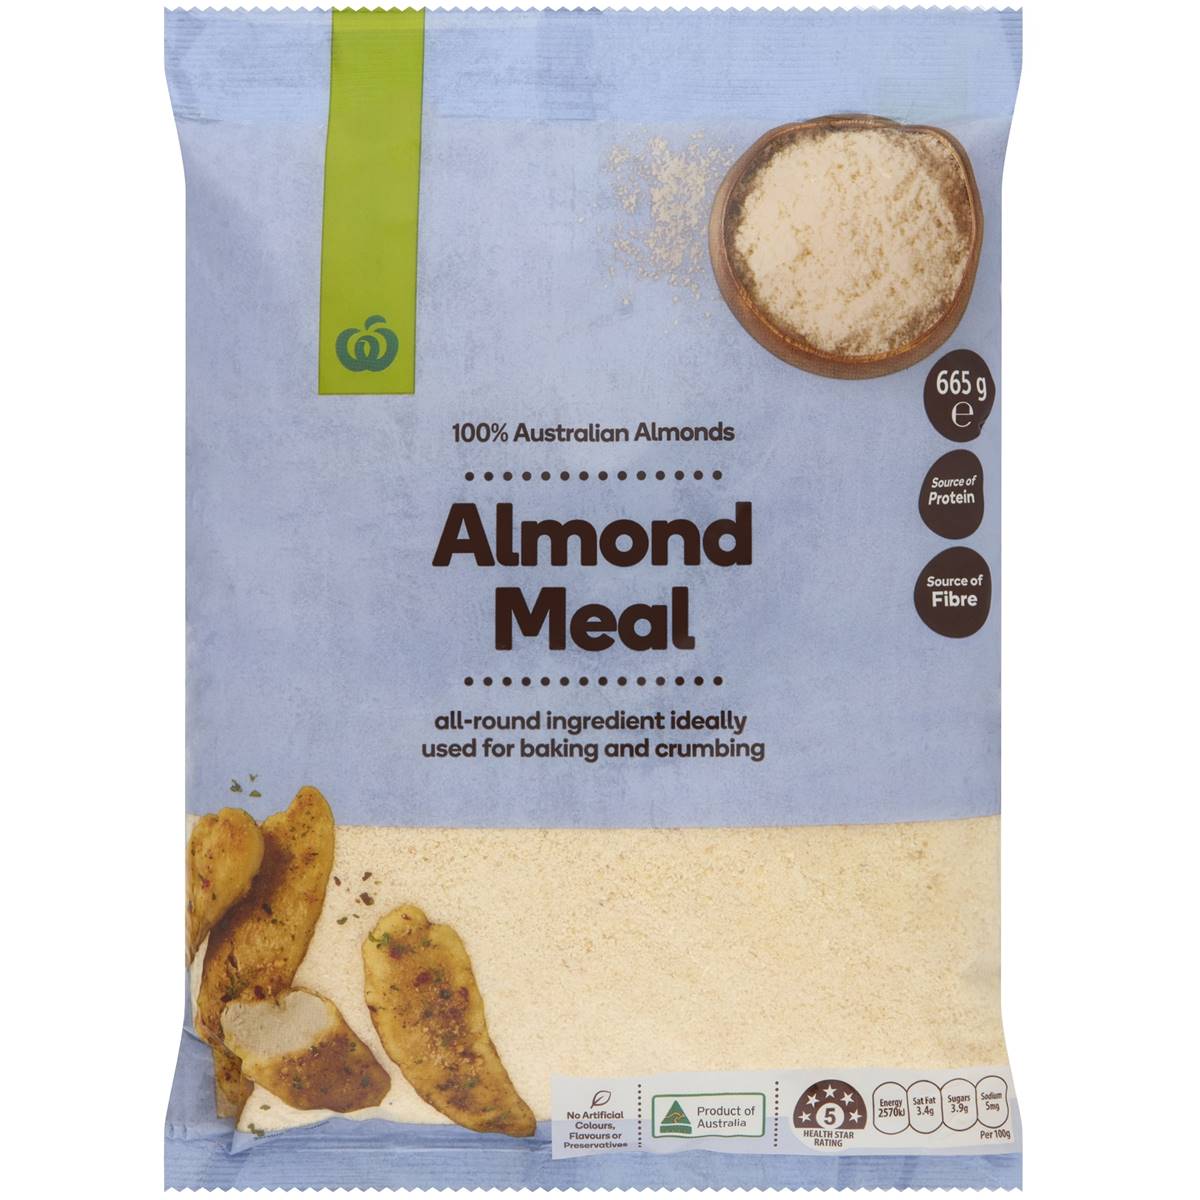 665 g
e
100% Australian Almonds
Source of
Protein
Almond
Meal
Source of
Fibre
all-round ingredient ideally
used for baking and crumbing
No Artificial
Colours,
Flavours or
Preservatives
Product of
Australia
5
HEALTH STAR
RATING
Energy
2570kJ
Sat Fat
3.4g
Sugars
3.9g
Sodium
5mg
Per 100g